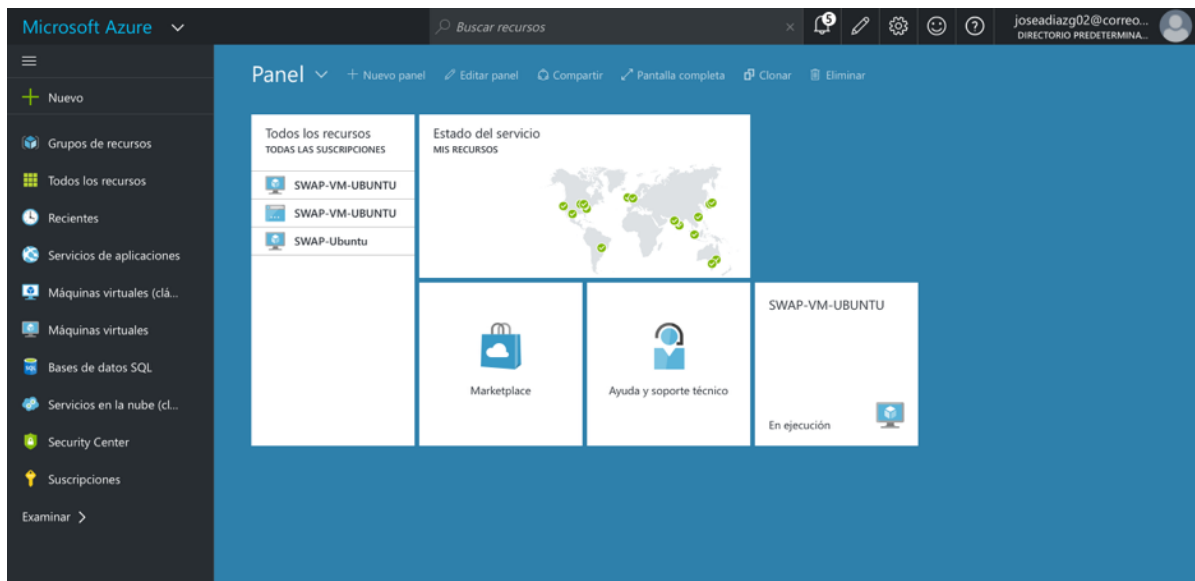 Microsoft Azure
Buscar recursos
5
joseadiazg02@correo...
DIRECTORIO PREDETERMINA...
Nuevo
Grupos de recursos
Todos los recursos
Recientes
Servicios de aplicaciones
Máquinas virtuales (clá...
Máquinas virtuales
Bases de datos SQL
Servicios en la nube (cl...
Security Center
Suscripciones
Examinar
Panel
Nuevo panel
Editar panel
Compartir
Pantalla completa
Clonar
Eliminar
Todos los recursos
TODAS LAS SUSCRIPCIONES
SWAP-VM-UBUNTU
SWAP-VM-UBUNTU
SWAP-Ubuntu
Estado del servicio
MIS RECURSOS
Marketplace
Ayuda y soporte técnico
SWAP-VM-UBUNTU
En ejecución